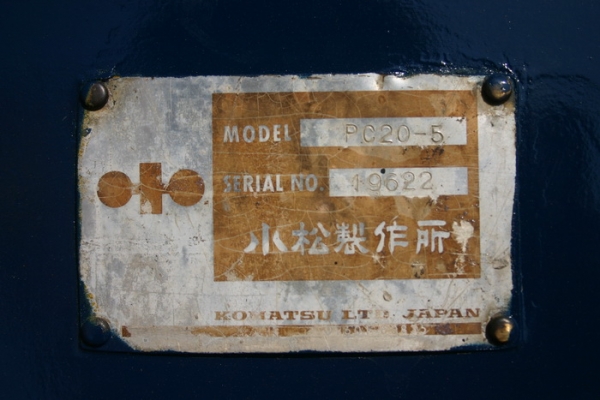 MODEL PC20-5
SERIAL NO. 19622
小松製作所
KOMATSU LTD. JAPAN